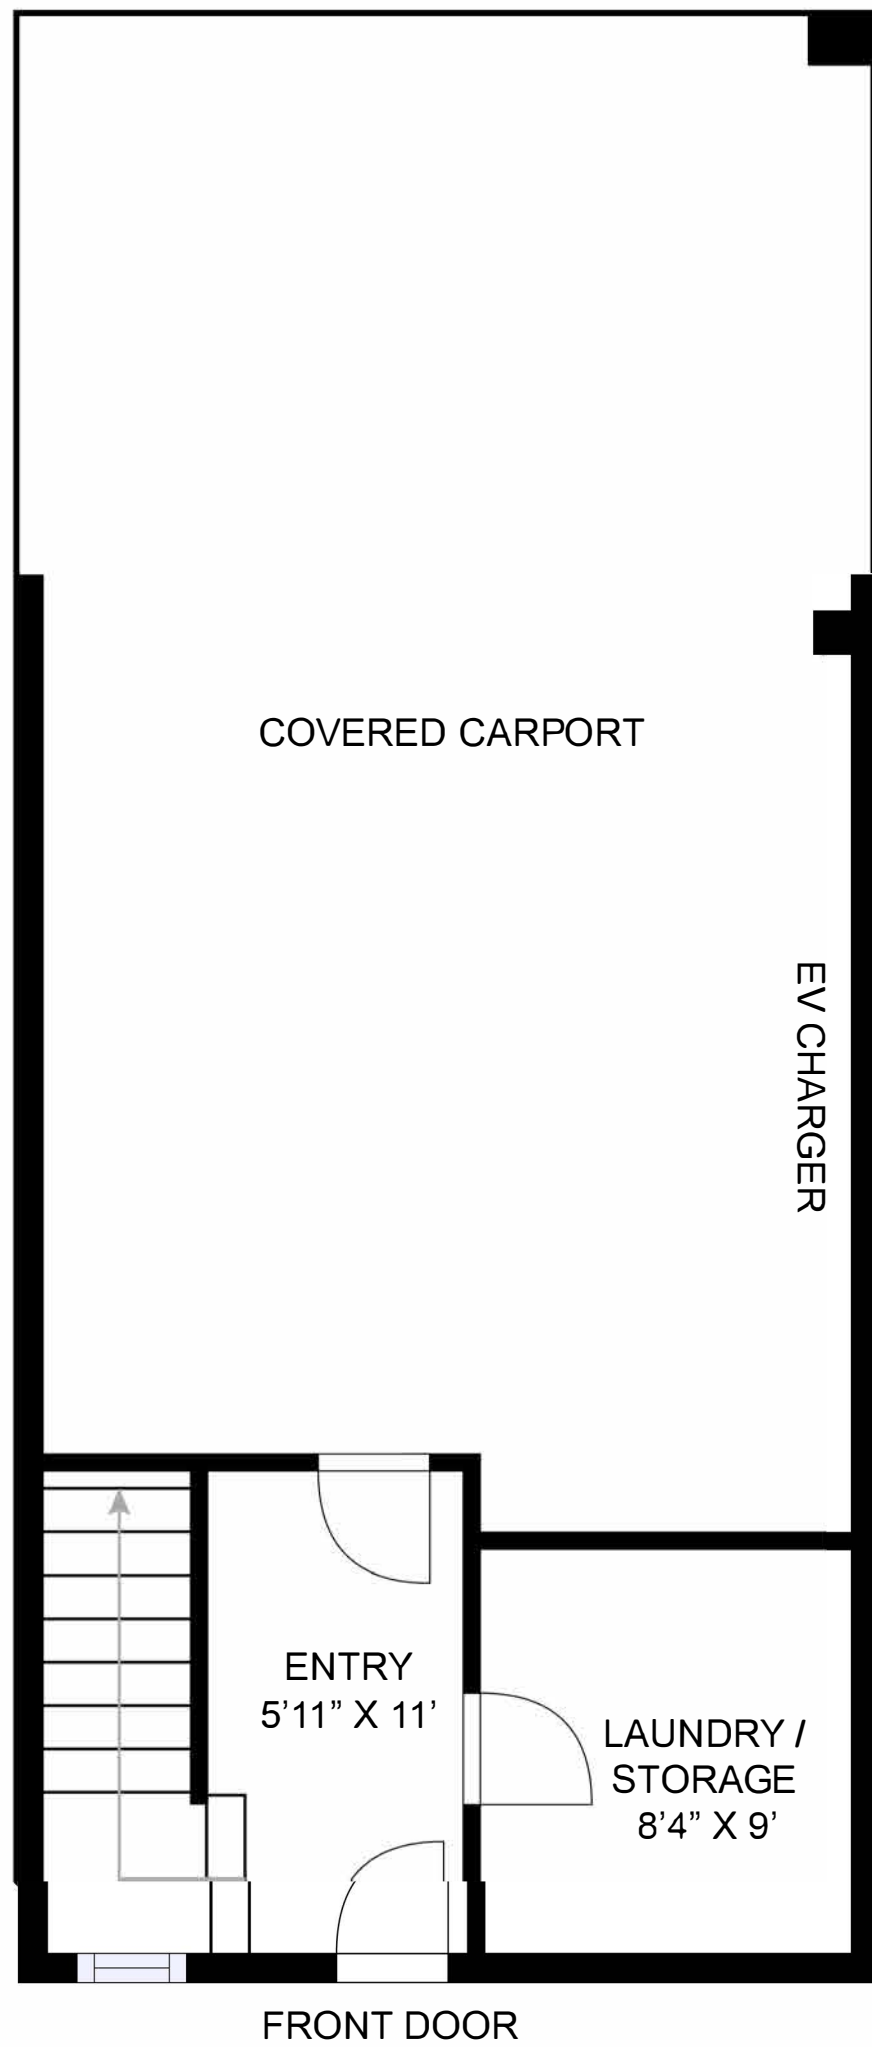 COVERED CARPORT
EV CHARGER
ENTRY
5’11” X 11’
LAUNDRY /
STORAGE
8’4” X 9’
FRONT DOOR